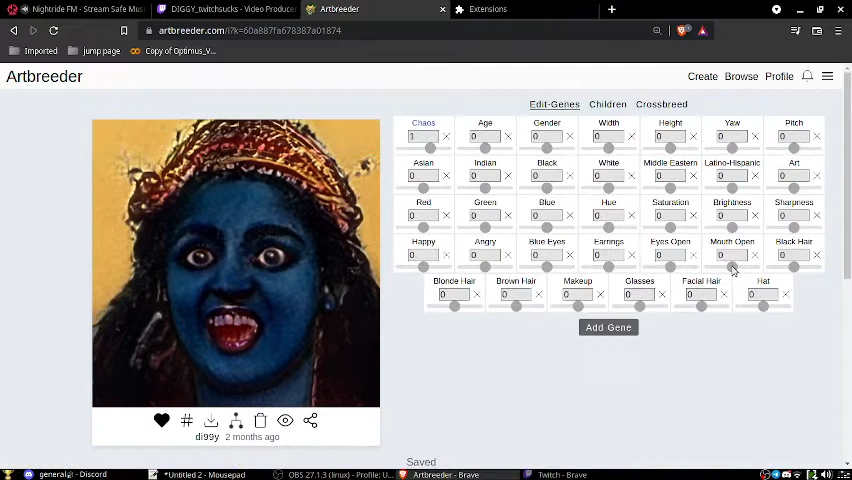 Nightride FM - Stream Safe Mus
DIGGY_twitchsucks - Video Producer
Artbreeder
Extensions
artbreeder.com/i?k=60a887fa678387a01874
Imported jump.page Copy of Optimus_V...
Artbreeder
Create Browse Profile
Edit-Genes Children Crossbreed
Chaos Age Gender Width Height Yaw Pitch
1 0 0 0 0 0 0
Asian Indian Black White Middle Eastern Latino-Hispanic Art
0 0 0 0 0 0 0
Red Green Blue Hue Saturation Brightness Sharpness
0 0 0 0 0 0 0
Happy Angry Blue Eyes Earrings Eyes Open Mouth Open Black Hair
0 0 0 0 0 0 0
Blonde Hair Brown Hair Makeup Glasses Facial Hair Hat
0 0 0 0 0 0
Add Gene
di99y 2 months ago
Saved
general - Discord *Untitled 2 - Mousepad OBS 27.1.3 (linux) - Profile: U... Artbreeder - Brave Twitch - Brave